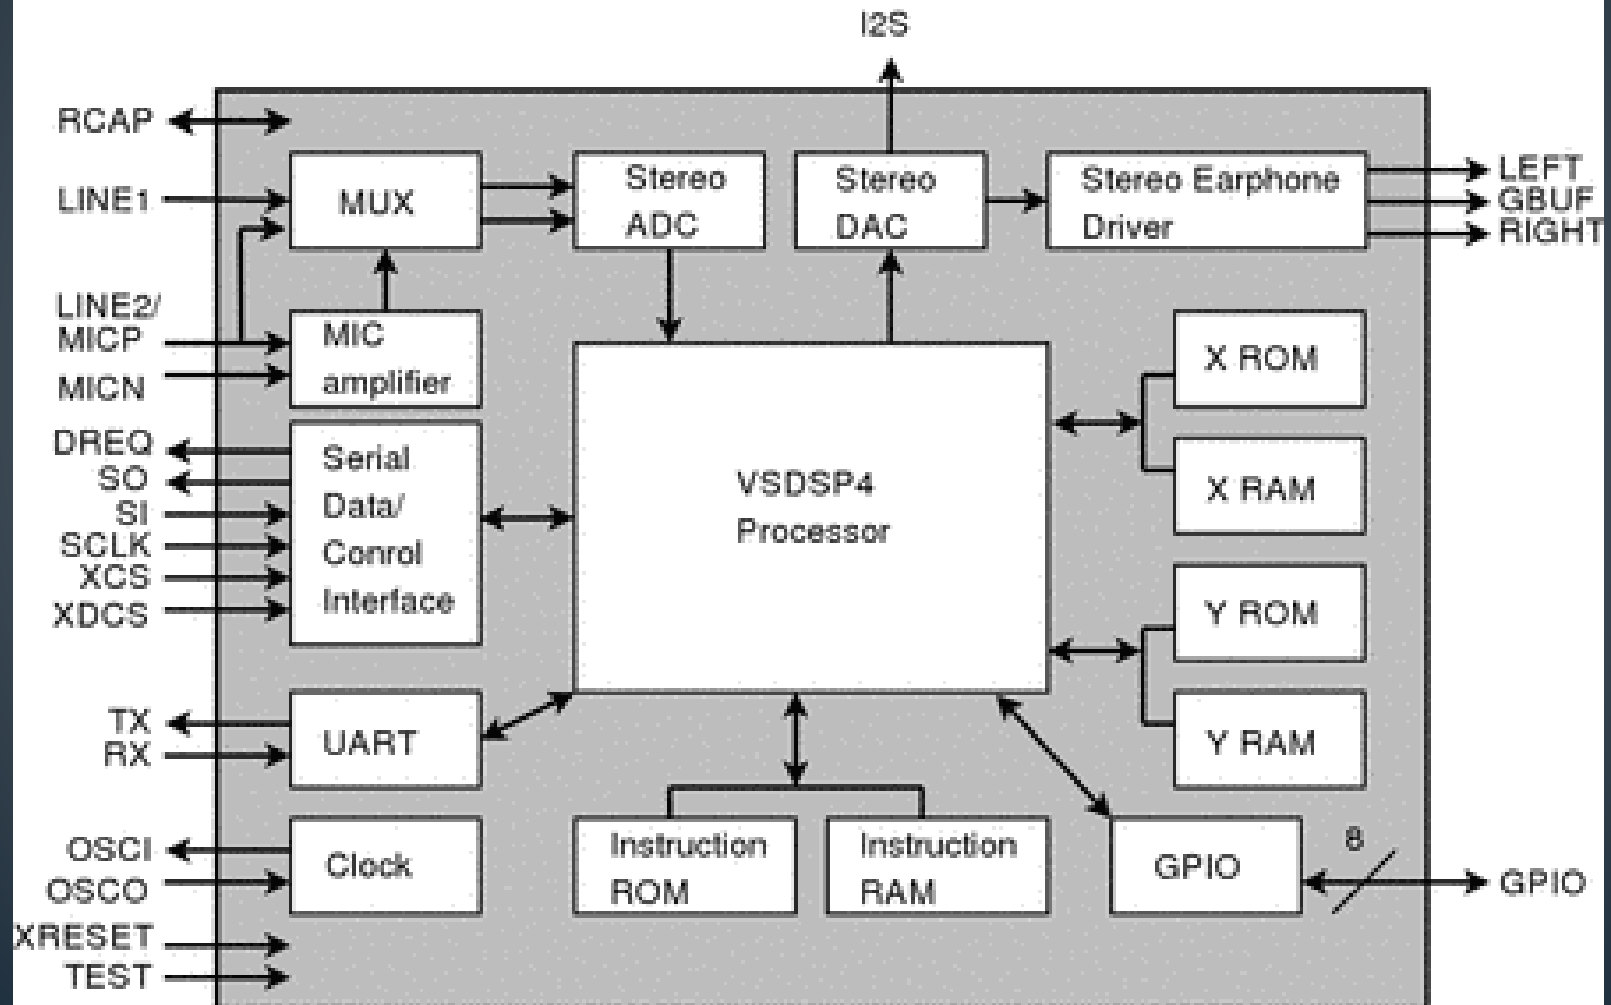 I2S
RCAP
LINE1
MUX
Stereo
ADC
Stereo
DAC
Stereo Earphone
Driver
LEFT
GBUF
RIGHT
LINE2/
MICP
MICN
MIC
amplifier
X ROM
X RAM
DREQ
SO
SI
SCLK
XCS
XDCS
Serial
Data/
Conrol
Interface
VSDSP4
Processor
Y ROM
Y RAM
TX
RX
UART
OSCI
OSCO
Clock
Instruction
ROM
Instruction
RAM
GPIO
8
GPIO
XRESET
TEST